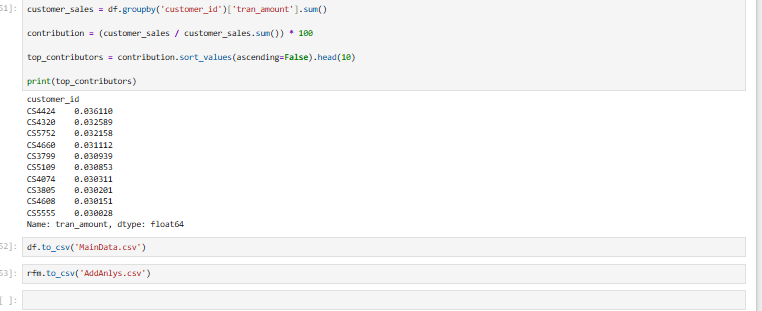 51]: customer_sales = df.groupby('customer_id')['tran_amount'].sum()
contribution = (customer_sales / customer_sales.sum()) * 100
top_contributors = contribution.sort_values(ascending=False).head(10)
print(top_contributors)
customer_id
CS4424    0.036110
CS4320    0.032589
CS5752    0.032158
CS4660    0.031112
CS3799    0.030939
CS5109    0.030853
CS4074    0.030311
CS3805    0.030201
CS4608    0.030151
CS5555    0.030028
Name: tran_amount, dtype: float64
52]: df.to_csv('MainData.csv')
53]: rfm.to_csv('AddAnlys.csv')
[ ]: